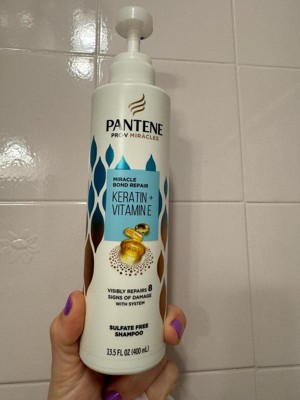 PANTENE
PRO-V MIRACLES
MIRACLE
BOND REPAIR
KERATIN +
VITAMIN E
VISIBLY REPAIRS 8
SIGNS OF DAMAGE
WITH SYSTEM
SULFATE FREE
SHAMPOO
13.5 FL OZ (400 mL)